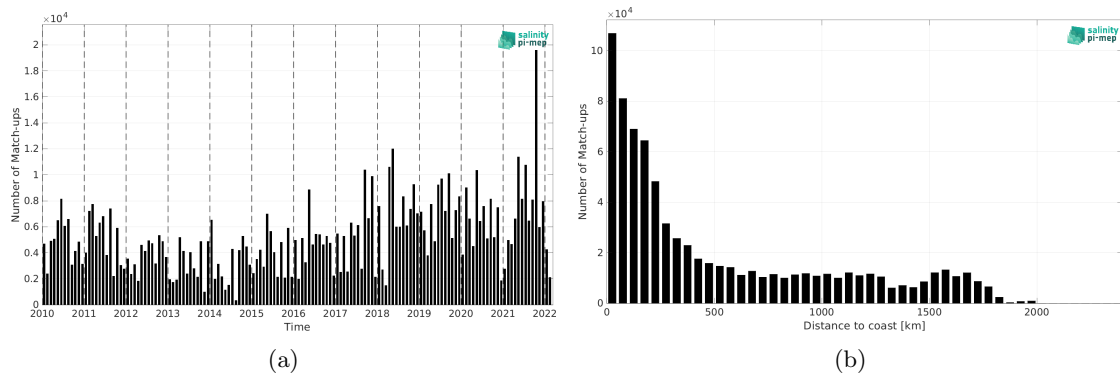 ×10⁴
2
1.8
1.6
1.4
1.2
1
0.8
0.6
0.4
0.2
0
Number of Match-ups
2010 2011 2012 2013 2014 2015 2016 2017 2018 2019 2020 2021 2022
Time
salinity
pi-mep
(a)
×10⁴
10
8
6
4
2
0
Number of Match-ups
0 500 1000 1500 2000
Distance to coast [km]
salinity
pi-mep
(b)